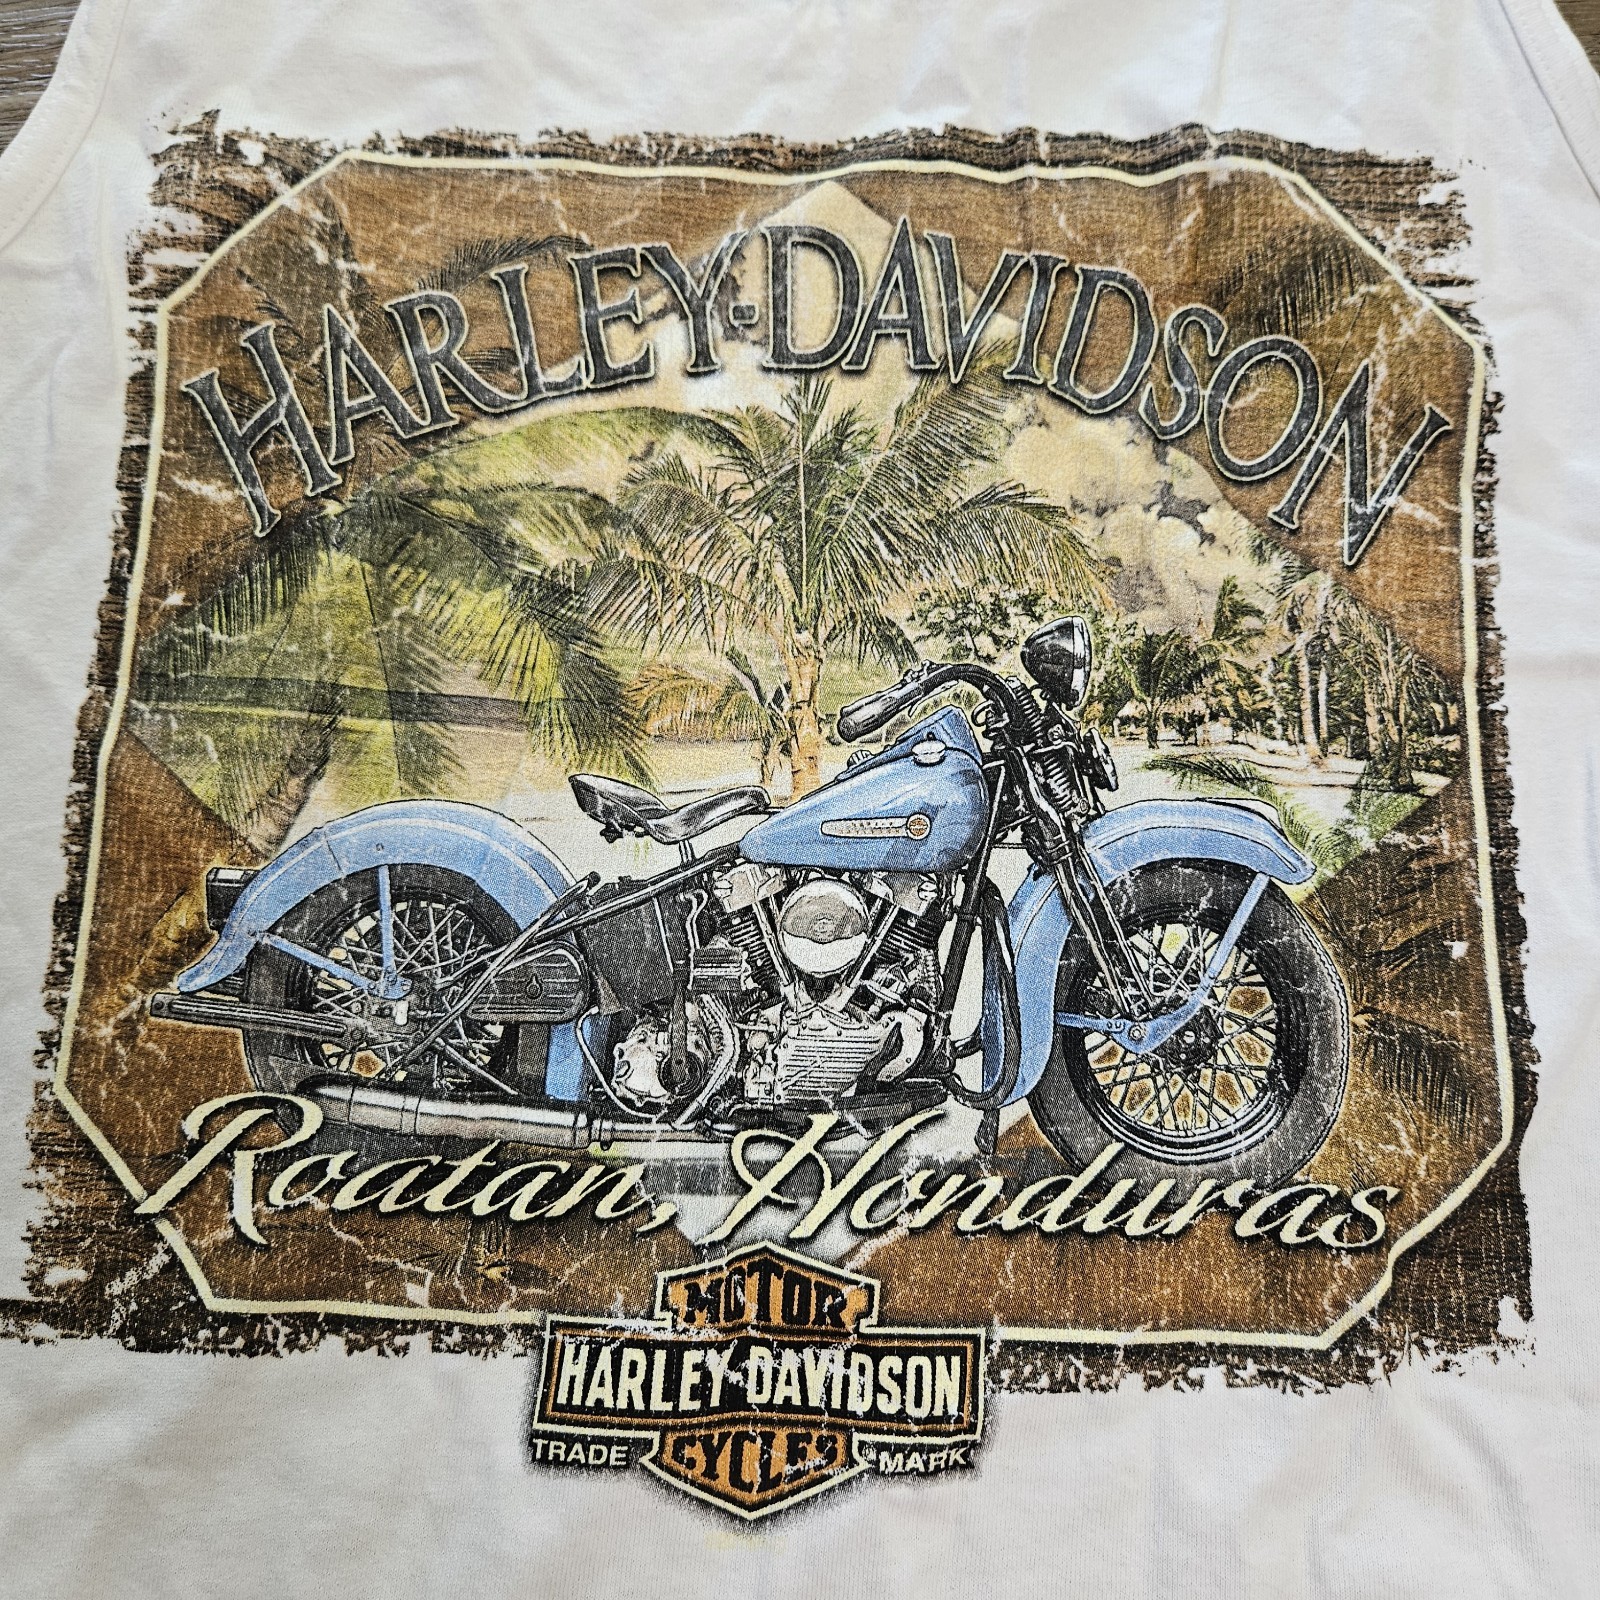 HARLEY-DAVIDSON
Roatan, Honduras
MOTOR
HARLEY-DAVIDSON
CYCLES
TRADE MARK